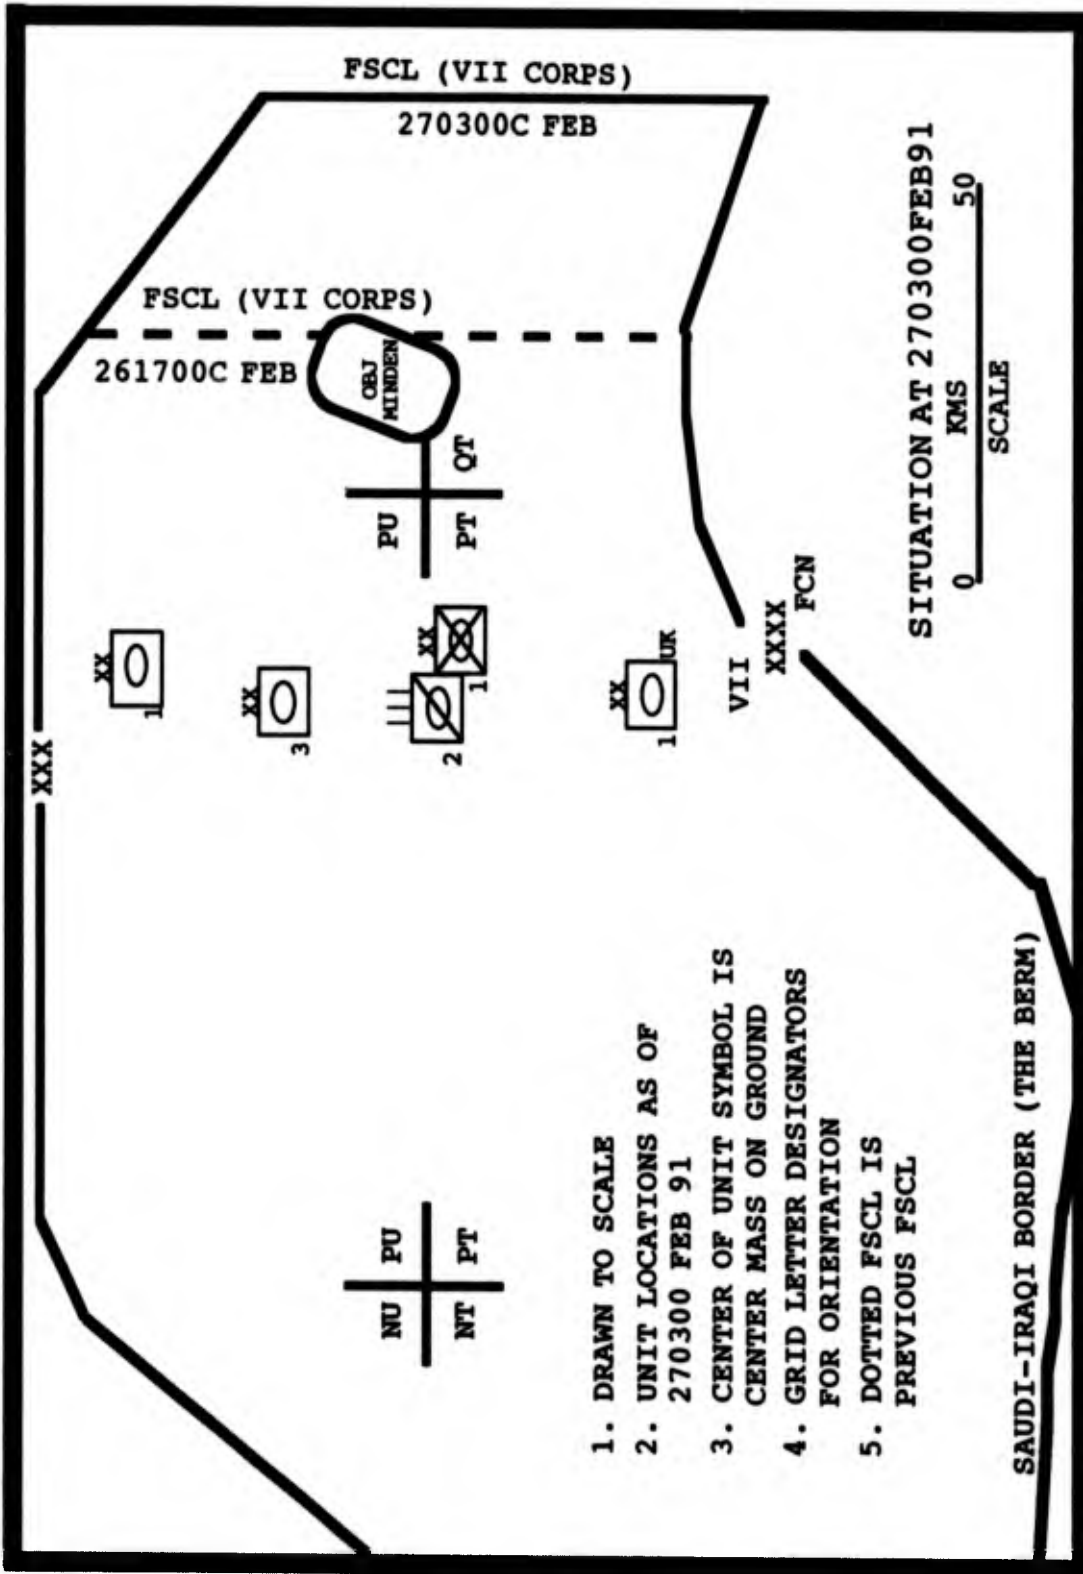 FSCL (VII CORPS)
270300C FEB
FSCL (VII CORPS)
261700C FEB
OBJ
MINDEN
XXX
XX
1
XX
3
2
XX
1
XX
1
UK
PU
PT
QT
VII
XXXX
FCN
NU
PU
NT
PT
1. DRAWN TO SCALE
2. UNIT LOCATIONS AS OF
270300 FEB 91
3. CENTER OF UNIT SYMBOL IS
CENTER MASS ON GROUND
4. GRID LETTER DESIGNATORS
FOR ORIENTATION
5. DOTTED FSCL IS
PREVIOUS FSCL
SITUATION AT 270300FEB91
0
50
KMS
SCALE
SAUDI-IRAQI BORDER (THE BERM)